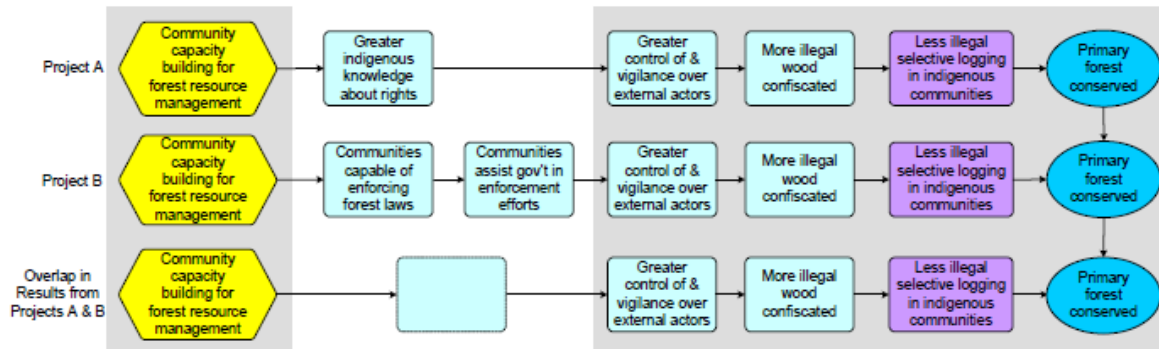 Project A
Community
capacity
building for
forest resource
management
Greater
indigenous
knowledge
about rights
Greater
control of &
vigilance over
external actors
More illegal
wood
confiscated
Less illegal
selective logging
in indigenous
communities
Primary
forest
conserved
Project B
Community
capacity
building for
forest resource
management
Communities
capable of
enforcing
forest laws
Communities
assist gov't in
enforcement
efforts
Greater
control of &
vigilance over
external actors
More illegal
wood
confiscated
Less illegal
selective logging
in indigenous
communities
Primary
forest
conserved
Overlap in
Results from
Projects A & B
Community
capacity
building for
forest resource
management
Greater
control of &
vigilance over
external actors
More illegal
wood
confiscated
Less illegal
selective logging
in indigenous
communities
Primary
forest
conserved